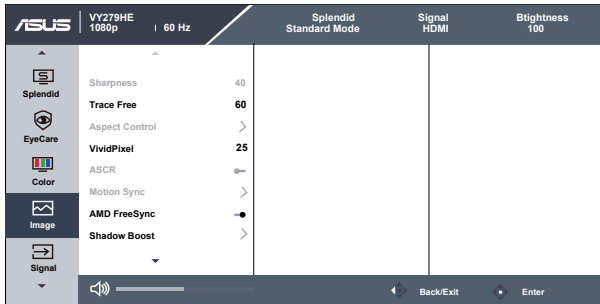 ASUS
VY279HE
1080p | 60 Hz
Splendid
Standard Mode
Signal
HDMI
Btightness
100
Splendid
EyeCare
Color
Image
Signal
Sharpness 40
Trace Free 60
Aspect Control
VividPixel 25
ASCR
Motion Sync
AMD FreeSync
Shadow Boost
Back/Exit
Enter